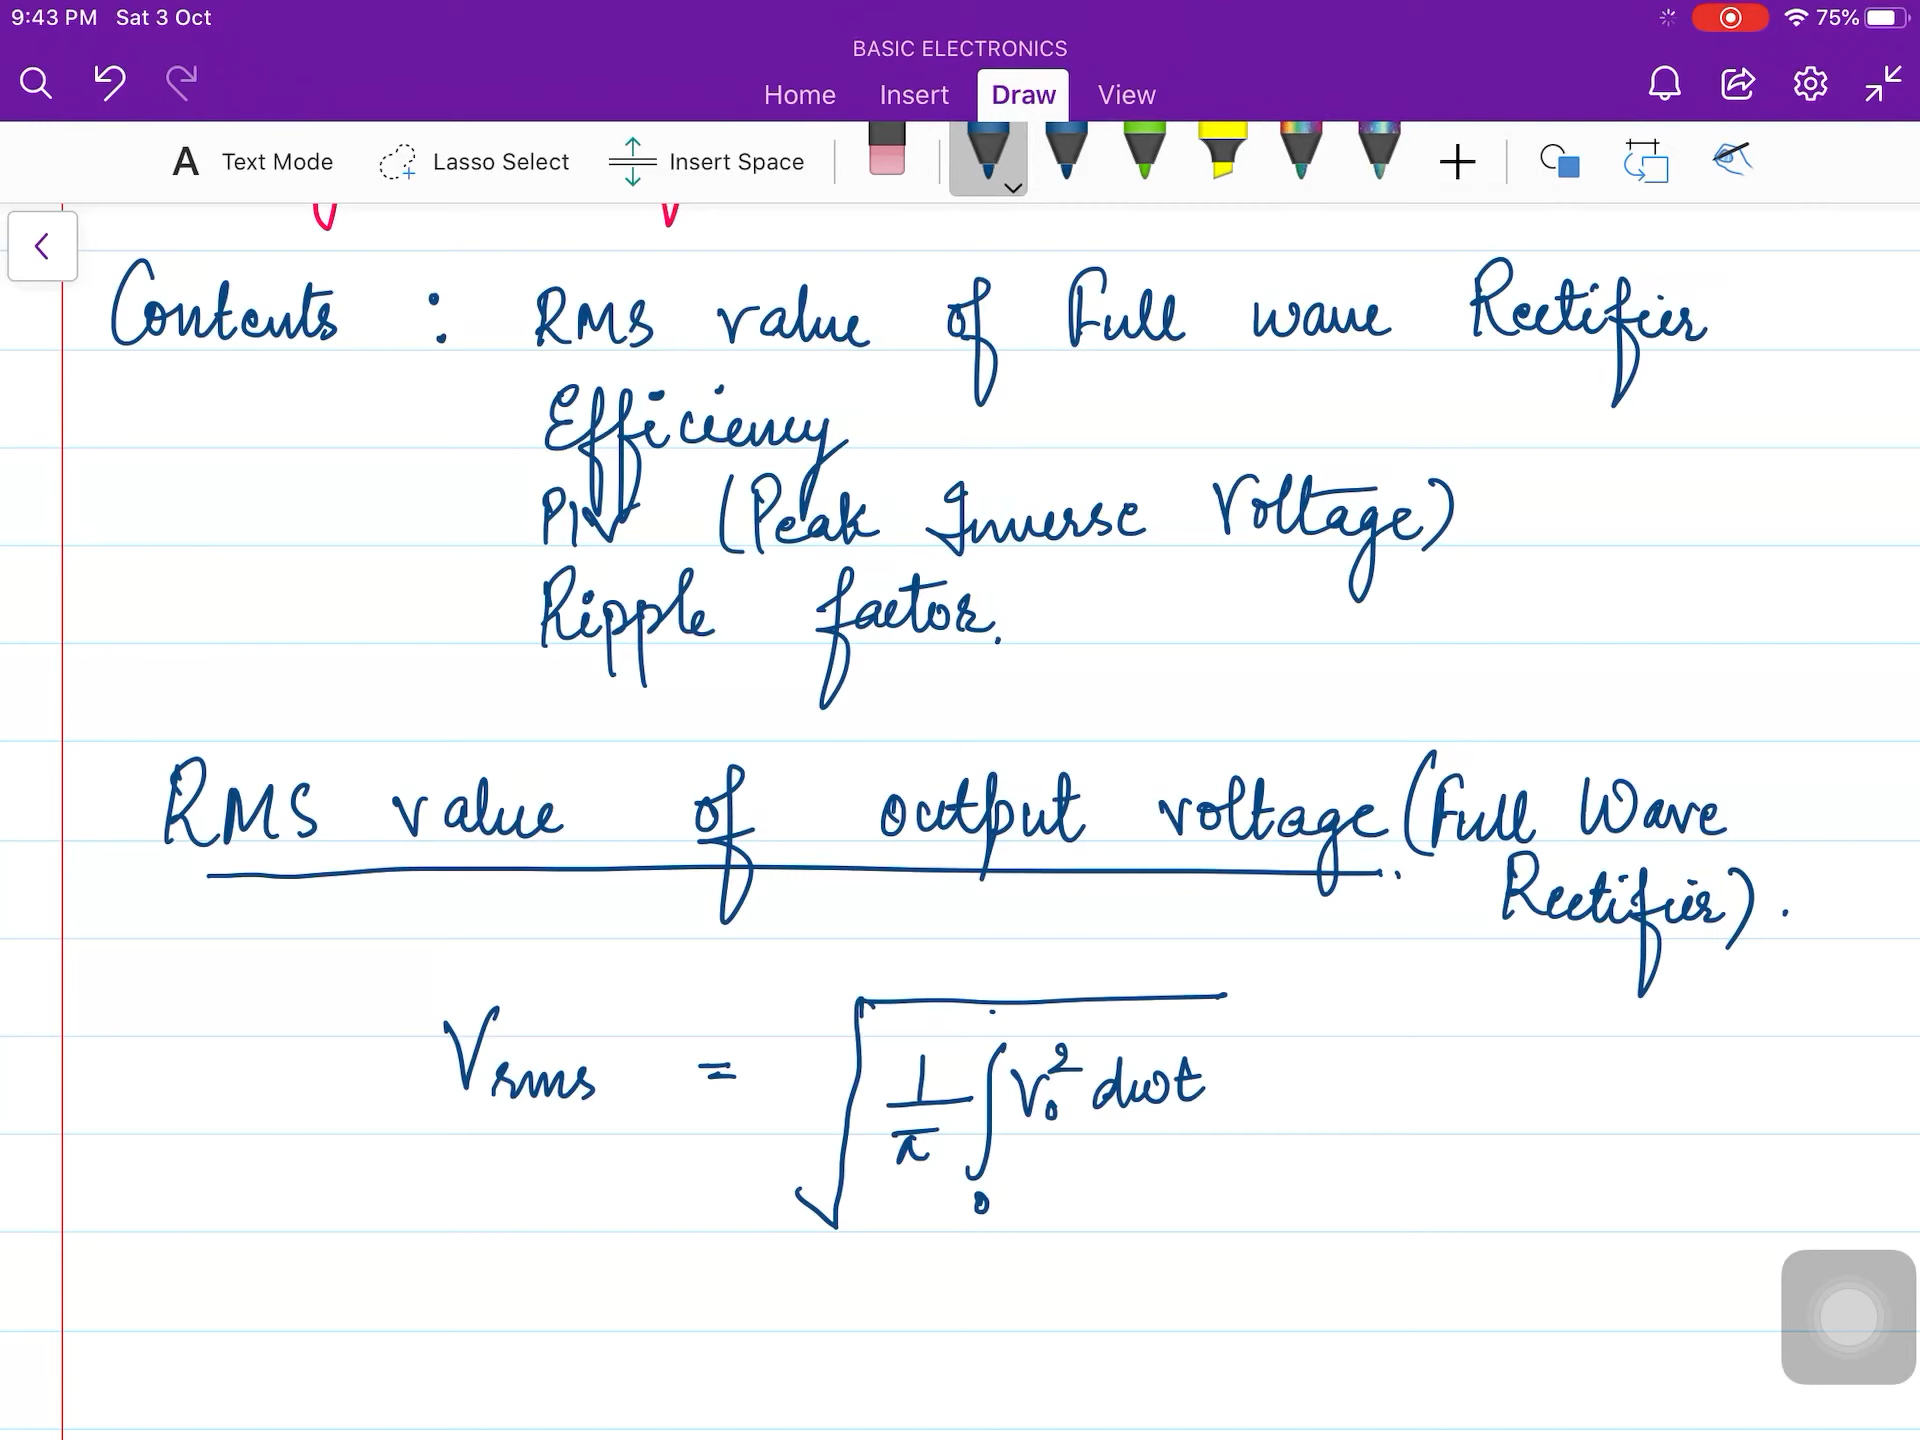 9:43 PM Sat 3 Oct
75%
BASIC ELECTRONICS
Home Insert Draw View
A Text Mode Lasso Select Insert Space
Contents : RMS value of Full wave Rectifier
Efficiency
PIV (Peak Inverse Voltage)
Ripple factor.
RMS value of output voltage (Full Wave
Rectifier).
Vrms = √(1/π ∫₀ V₀² dωt)